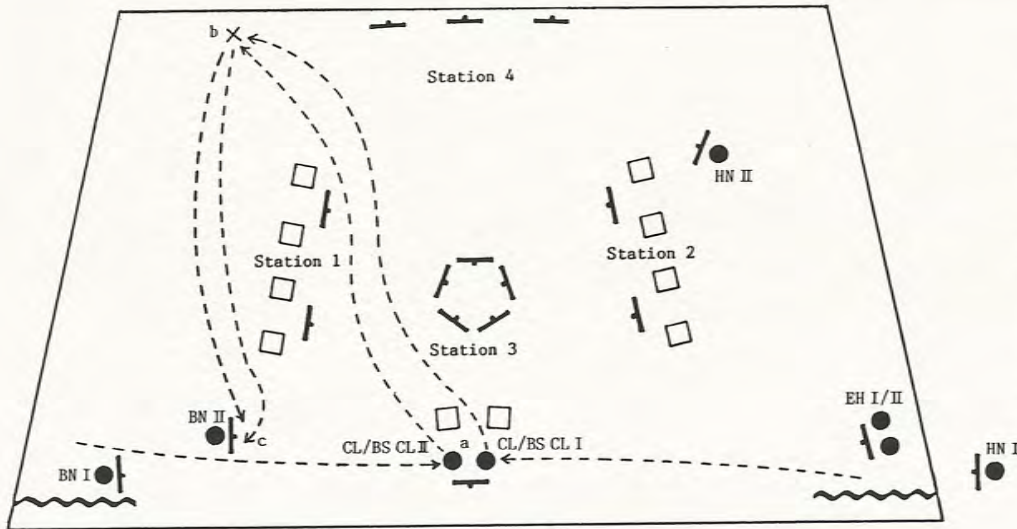 b
Station 4
HN II
Station 1
Station 2
Station 3
BN II
c
CL/BS CL II
a
CL/BS CL I
EH I/II
BN I
HN I